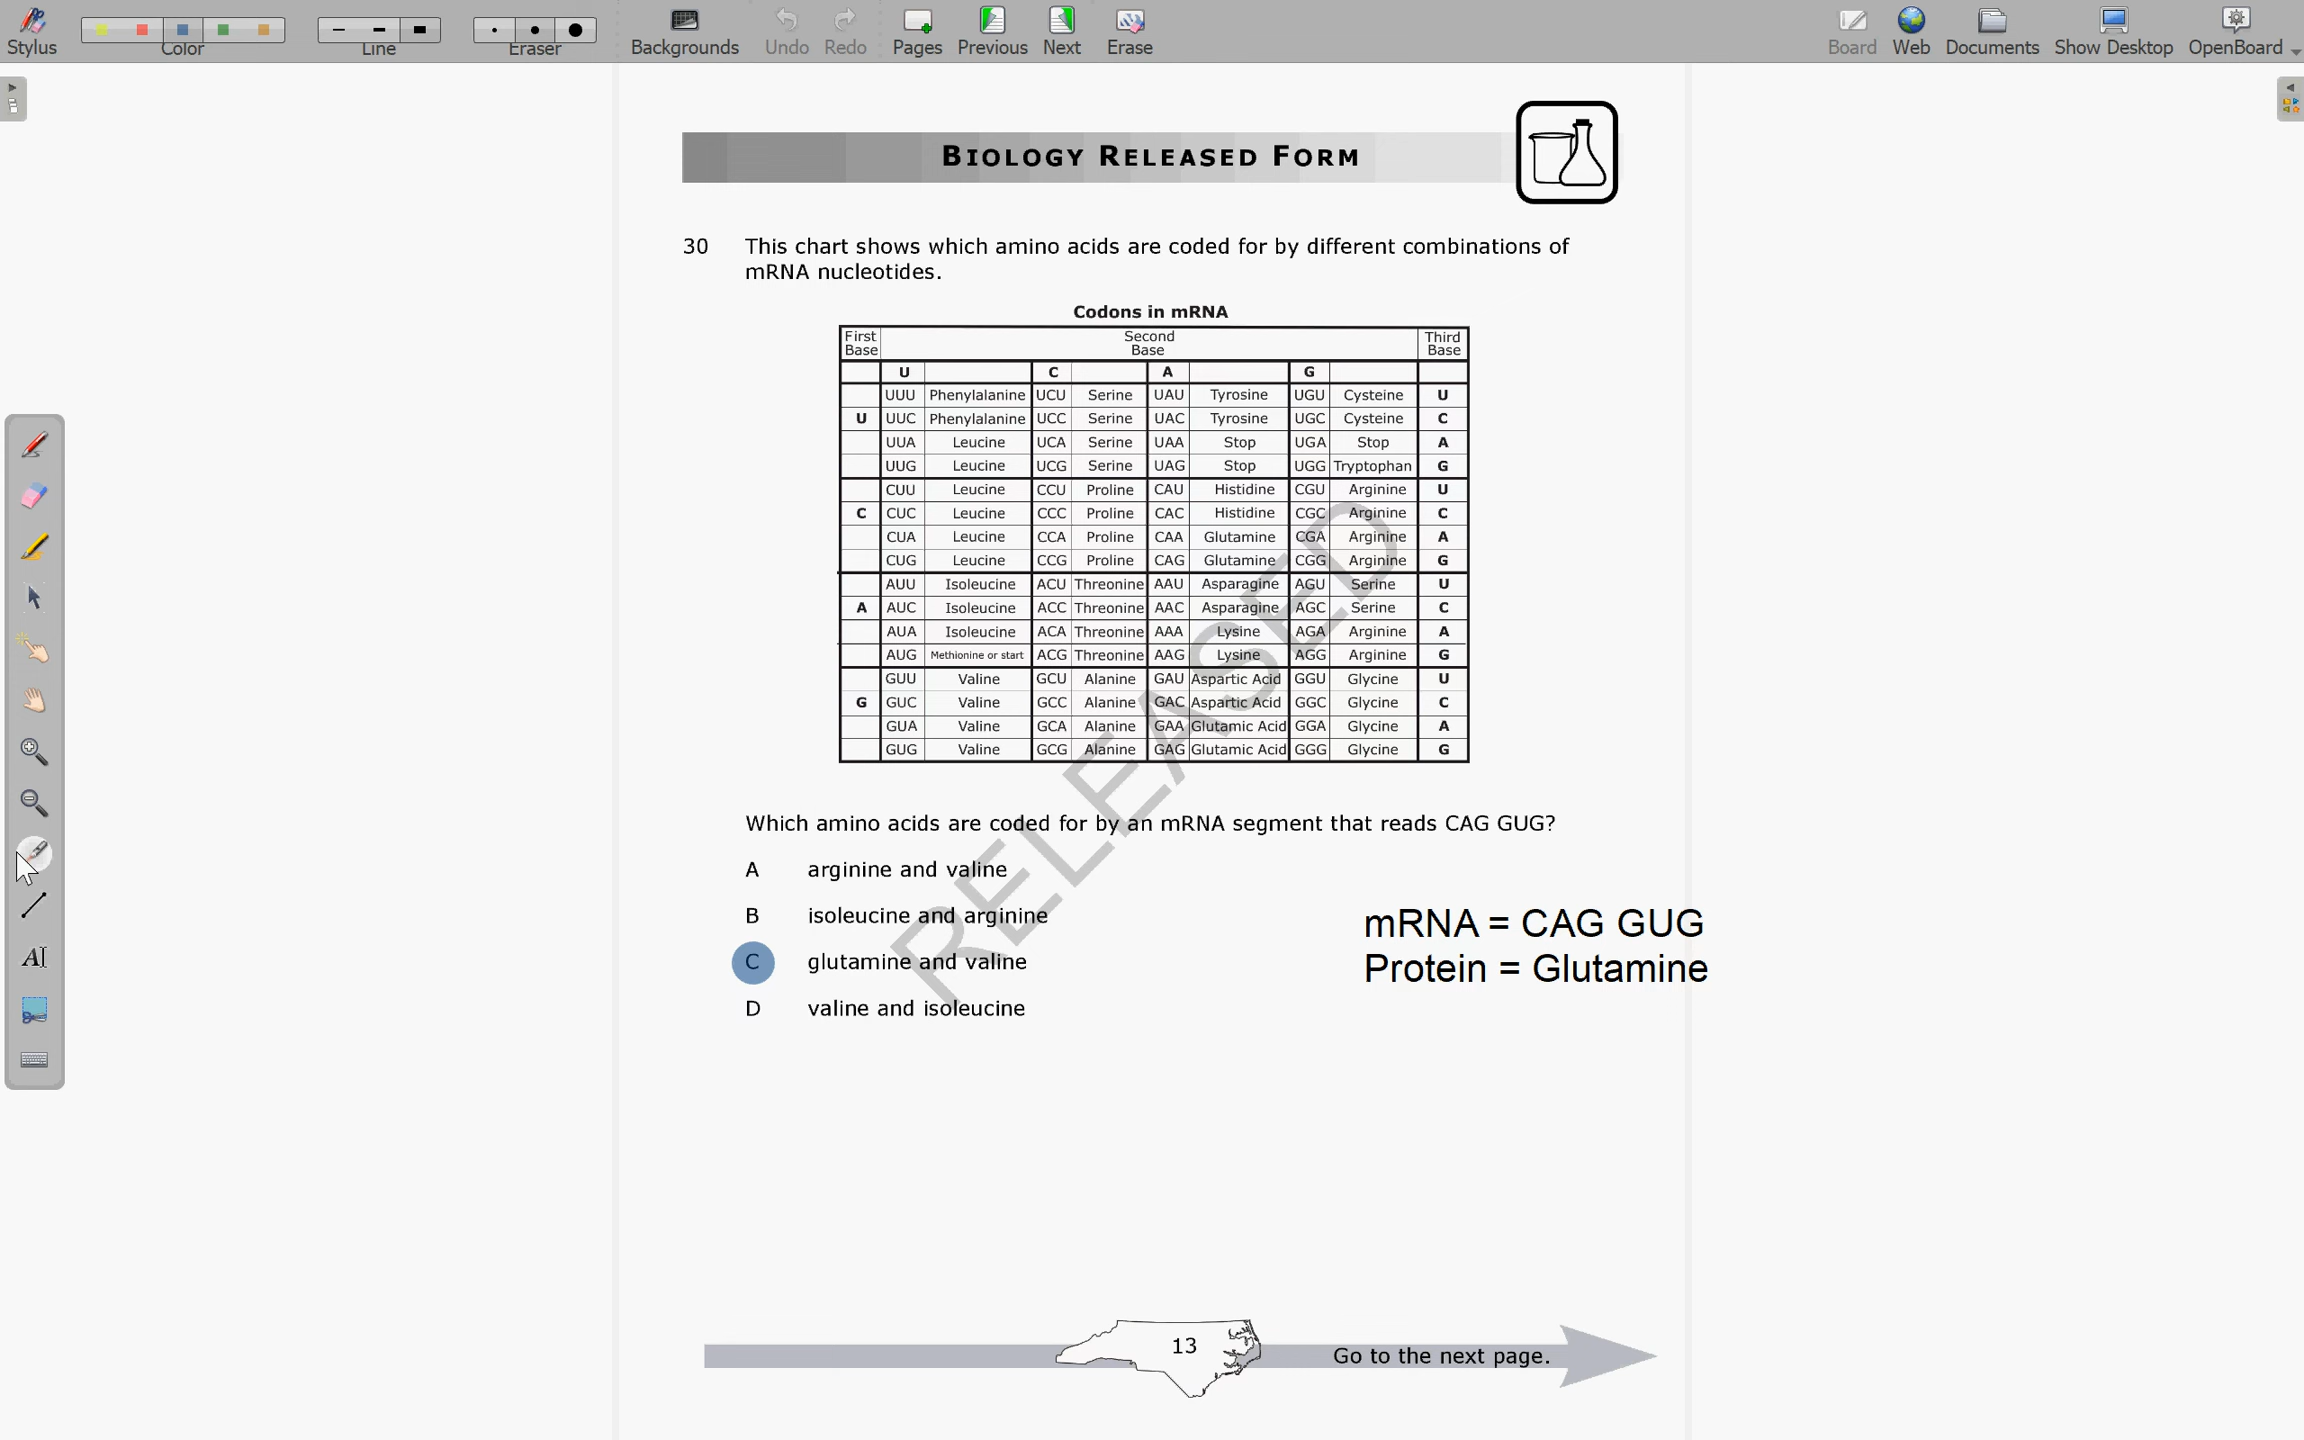 Stylus Color Line Eraser Backgrounds Undo Redo Pages Previous Next Erase Board Web Documents Show Desktop OpenBoard
BIOLOGY RELEASED FORM
30 This chart shows which amino acids are coded for by different combinations of
mRNA nucleotides.
Codons in mRNA
First Base Second Base Third Base
U C A G
UUU Phenylalanine UCU Serine UAU Tyrosine UGU Cysteine U
U UUC Phenylalanine UCC Serine UAC Tyrosine UGC Cysteine C
UUA Leucine UCA Serine UAA Stop UGA Stop A
UUG Leucine UCG Serine UAG Stop UGG Tryptophan G
CUU Leucine CCU Proline CAU Histidine CGU Arginine U
C CUC Leucine CCC Proline CAC Histidine CGC Arginine C
CUA Leucine CCA Proline CAA Glutamine CGA Arginine A
CUG Leucine CCG Proline CAG Glutamine CGG Arginine G
AUU Isoleucine ACU Threonine AAU Asparagine AGU Serine U
A AUC Isoleucine ACC Threonine AAC Asparagine AGC Serine C
AUA Isoleucine ACA Threonine AAA Lysine AGA Arginine A
AUG Methionine or start ACG Threonine AAG Lysine AGG Arginine G
GUU Valine GCU Alanine GAU Aspartic Acid GGU Glycine U
G GUC Valine GCC Alanine GAC Aspartic Acid GGC Glycine C
GUA Valine GCA Alanine GAA Glutamic Acid GGA Glycine A
GUG Valine GCG Alanine GAG Glutamic Acid GGG Glycine G
RELEASED
Which amino acids are coded for by an mRNA segment that reads CAG GUG?
A arginine and valine
B isoleucine and arginine
C glutamine and valine
D valine and isoleucine
mRNA = CAG GUG
Protein = Glutamine
13
Go to the next page.